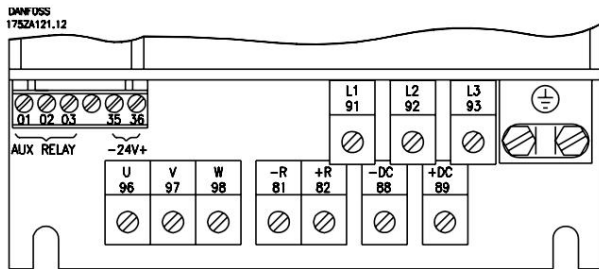 DANFOSS
175ZA121.12
L1 L2 L3
91 92 93
01 02 03 35 36
AUX RELAY -24V+
U V W -R +R -DC +DC
96 97 98 81 82 88 89